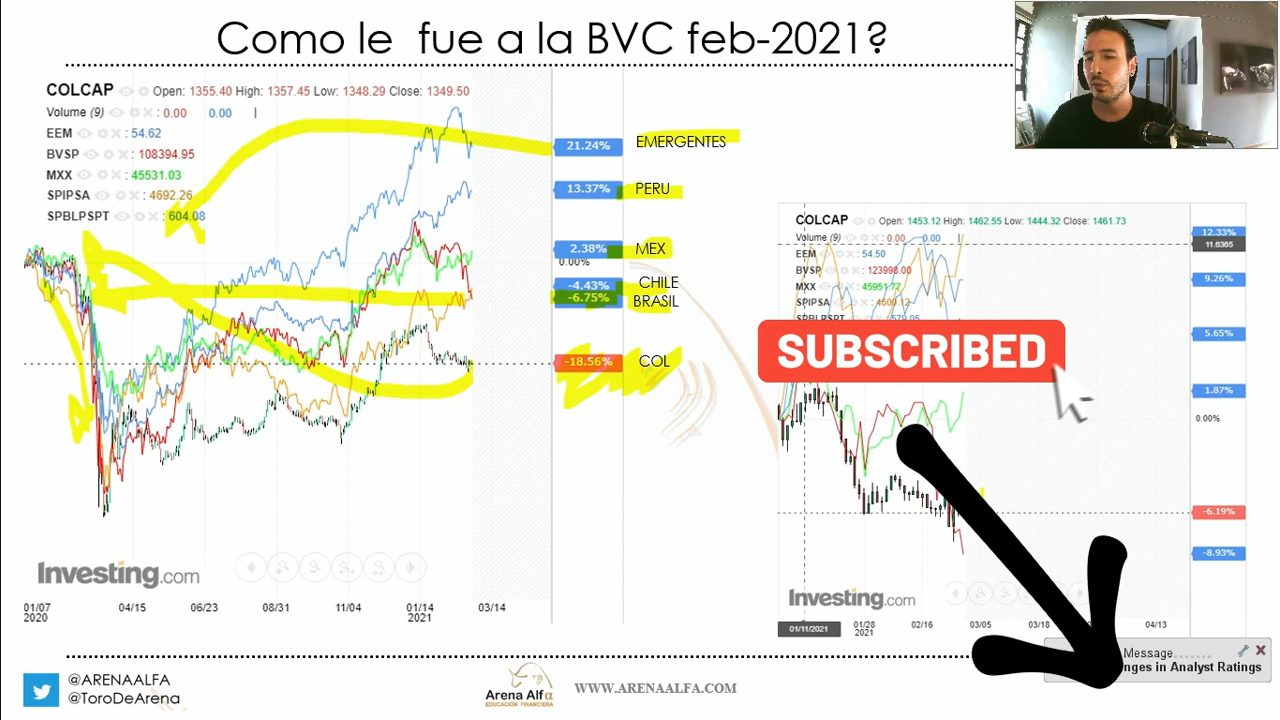 Como le fue a la BVC feb-2021?
COLCAP Open: 1355.40 High: 1357.45 Low: 1348.29 Close: 1349.50
Volume (9) : 0.00 0.00
EEM : 54.62
BVSP : 108394.95
MXX : 45531.03
SPIPSA : 4692.26
SPBLPSPT : 604.08
21.24% EMERGENTES
13.37% PERU
2.38% MEX
0.00%
-4.43% CHILE
-6.75% BRASIL
-18.56% COL
Investing.com
01/07 04/15 06/23 08/31 11/04 01/14 03/14
2020 2021
COLCAP Open: 1453.12 High: 1462.55 Low: 1444.32 Close: 1461.73
Volume (9) : 0.00 0.00
EEM : 54.50
BVSP : 123998.00
MXX : 45951.77
SPIPSA : 4600.12
12.33%
11.6365
9.26%
5.65%
1.87%
0.00%
-6.19%
-8.93%
SUBSCRIBED
Investing.com
01/11/2021 01/28 02/16 03/05 03/18 04/13
2021
Message
nges in Analyst Ratings
@ARENAALFA
@ToroDeArena
Arena Alfα
EDUCACIÓN FINANCIERA
WWW.ARENAALFA.COM